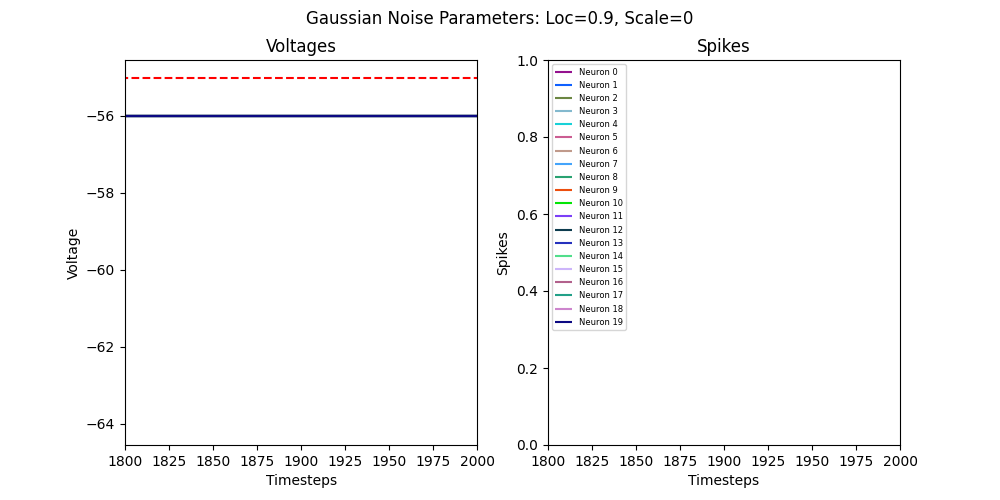 Gaussian Noise Parameters: Loc=0.9, Scale=0
Voltages
Voltage
−56
−58
−60
−62
−64
1800 1825 1850 1875 1900 1925 1950 1975 2000
Timesteps
Spikes
Spikes
1.0
0.8
0.6
0.4
0.2
0.0
Neuron 0
Neuron 1
Neuron 2
Neuron 3
Neuron 4
Neuron 5
Neuron 6
Neuron 7
Neuron 8
Neuron 9
Neuron 10
Neuron 11
Neuron 12
Neuron 13
Neuron 14
Neuron 15
Neuron 16
Neuron 17
Neuron 18
Neuron 19
1800 1825 1850 1875 1900 1925 1950 1975 2000
Timesteps